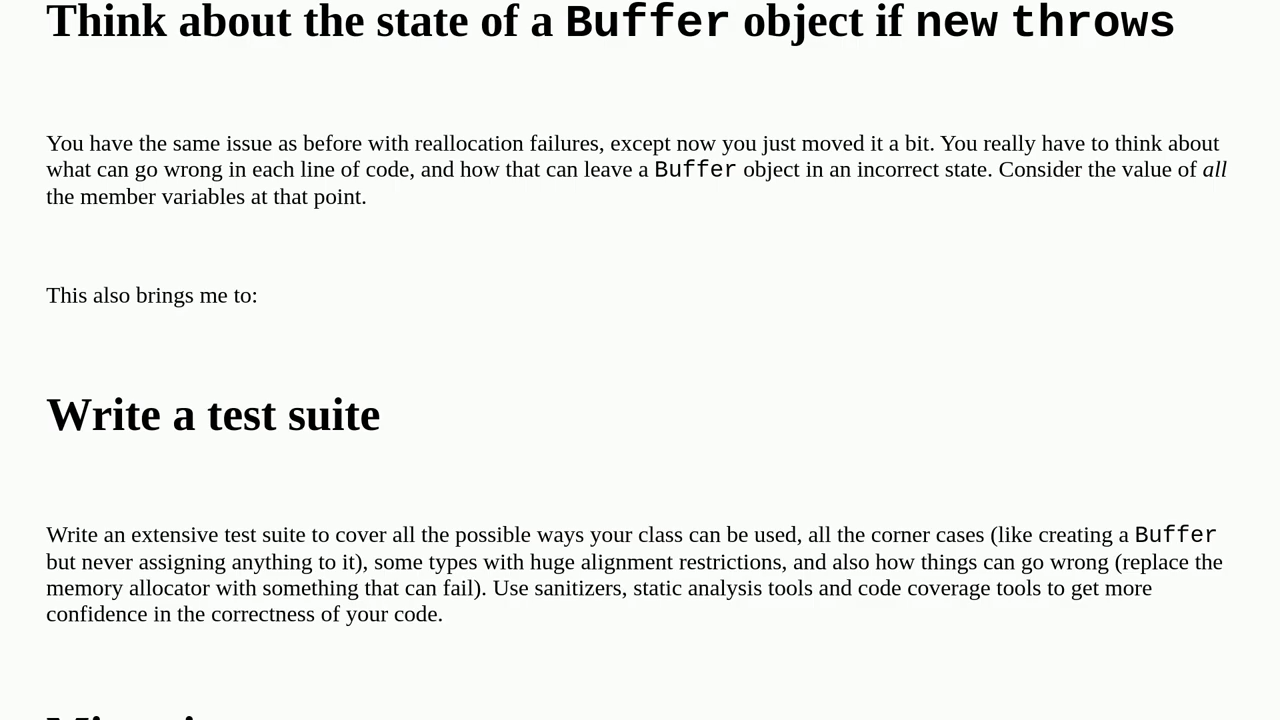 Think about the state of a Buffer object if new throws
You have the same issue as before with reallocation failures, except now you just moved it a bit. You really have to think about
what can go wrong in each line of code, and how that can leave a Buffer object in an incorrect state. Consider the value of all
the member variables at that point.
This also brings me to:
Write a test suite
Write an extensive test suite to cover all the possible ways your class can be used, all the corner cases (like creating a Buffer
but never assigning anything to it), some types with huge alignment restrictions, and also how things can go wrong (replace the
memory allocator with something that can fail). Use sanitizers, static analysis tools and code coverage tools to get more
confidence in the correctness of your code.